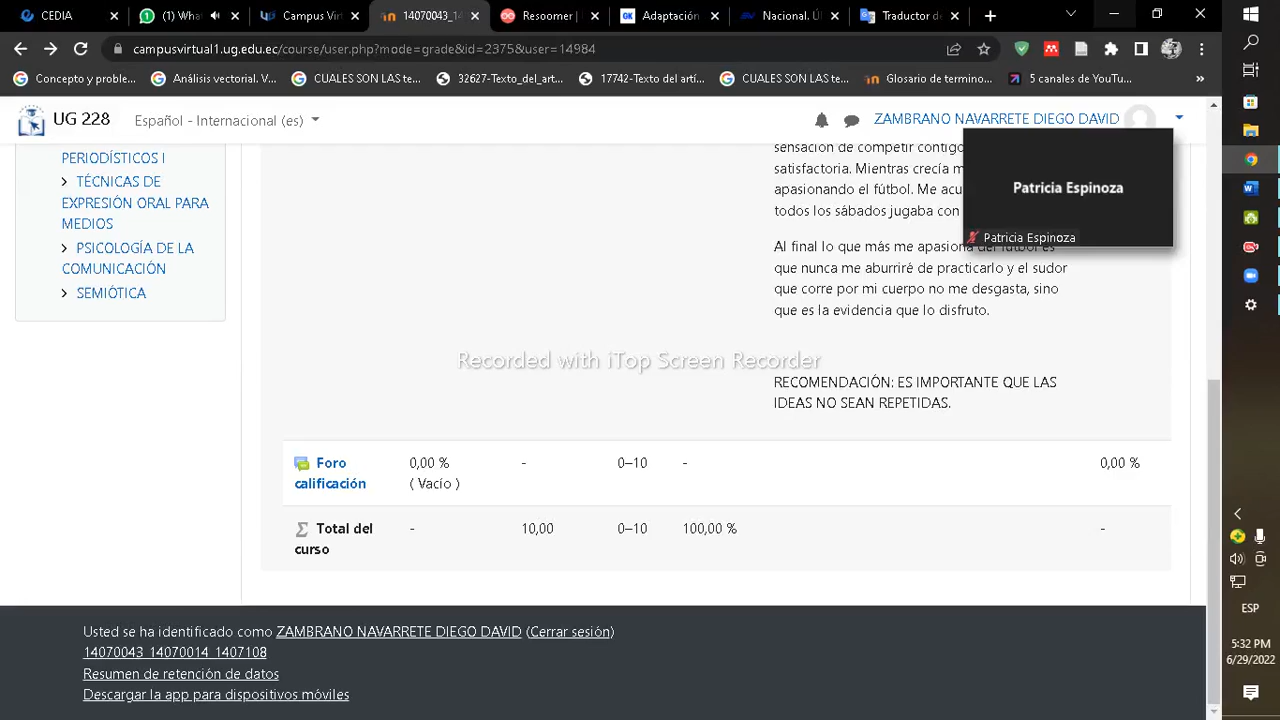 CEDIA
(1) What
Campus Virt
14070043_1
Resoomer |
Adaptación
Nacional. Úl
Traductor de
campusvirtual1.ug.edu.ec/course/user.php?mode=grade&id=2375&user=14984
Concepto y proble...
Análisis vectorial. V...
CUALES SON LAS te...
32627-Texto_del_art...
17742-Texto del artí...
CUALES SON LAS te...
Glosario de termino...
5 canales de YouTu...
»
UG 228
Español - Internacional (es)
ZAMBRANO NAVARRETE DIEGO DAVID
PERIODÍSTICOS I
TÉCNICAS DE
EXPRESIÓN ORAL PARA
MEDIOS
PSICOLOGÍA DE LA
COMUNICACIÓN
SEMIÓTICA
sensación de competir contigo
satisfactoria. Mientras crecía m
apasionando el fútbol. Me acu
todos los sábados jugaba con
Al final lo que más me apasiona del fútbol es
que nunca me aburriré de practicarlo y el sudor
que corre por mi cuerpo no me desgasta, sino
que es la evidencia que lo disfruto.
Patricia Espinoza
Patricia Espinoza
Recorded with iTop Screen Recorder
RECOMENDACIÓN: ES IMPORTANTE QUE LAS
IDEAS NO SEAN REPETIDAS.
Foro calificación 0,00 % - 0–10 - 0,00 %
( Vacío )
Total del curso - 10,00 0–10 100,00 % -
Usted se ha identificado como ZAMBRANO NAVARRETE DIEGO DAVID (Cerrar sesión)
14070043_14070014_1407108
Resumen de retención de datos
Descargar la app para dispositivos móviles
ESP
5:32 PM
6/29/2022